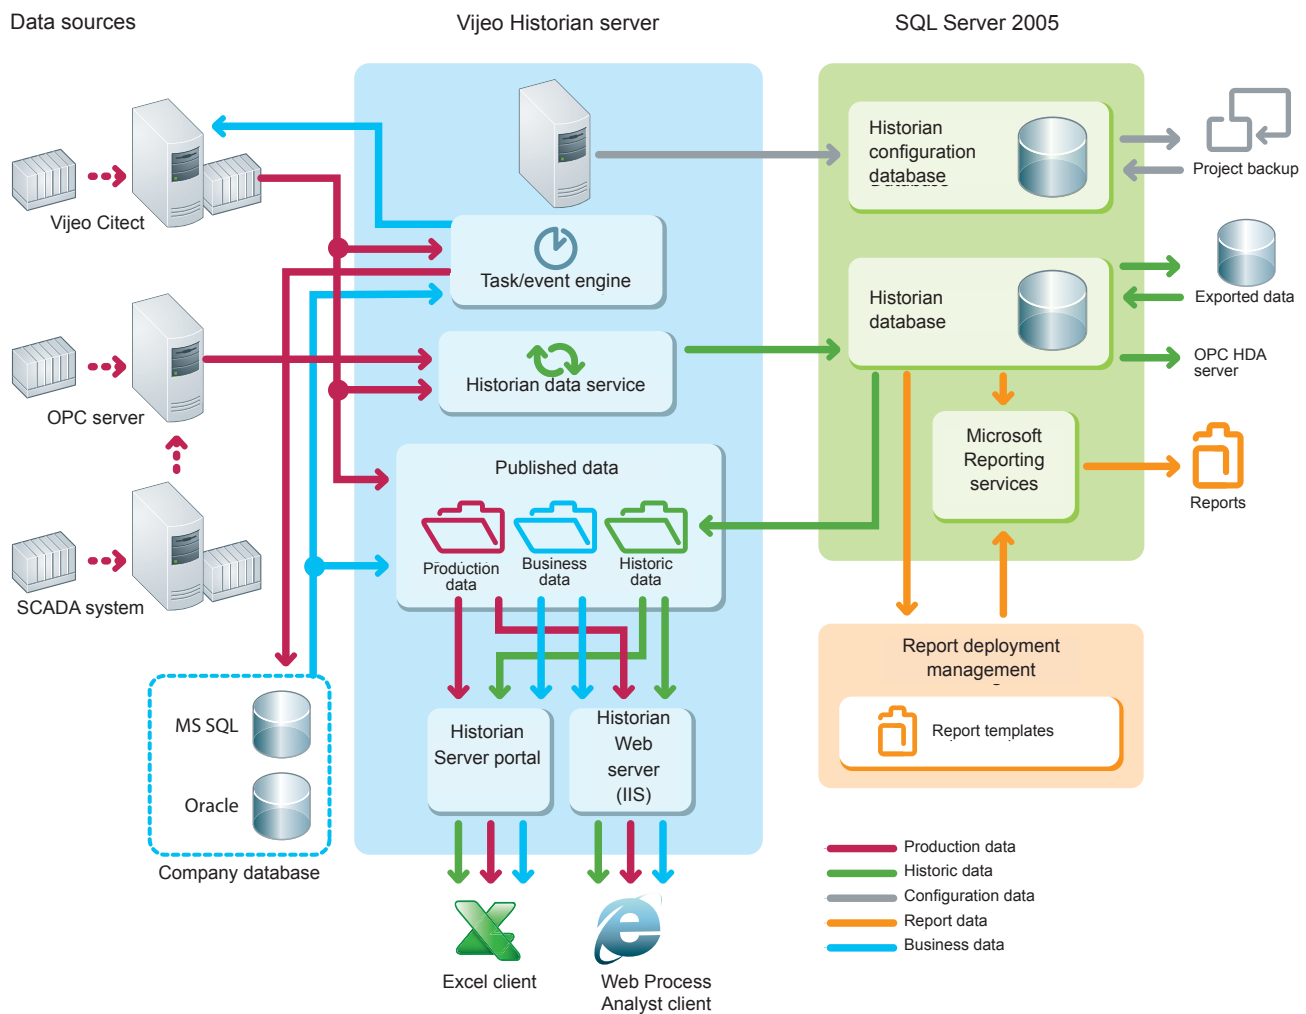 Data sources
Vijeo Historian server
SQL Server 2005
Vijeo Citect
OPC server
SCADA system
MS SQL
Oracle
Company database
Task/event engine
Historian data service
Published data
Production
data
Business
data
Historic
data
Historian
Server portal
Historian
Web
server
(IIS)
Excel client
Web Process
Analyst client
Historian
configuration
database
Historian
database
Microsoft
Reporting
services
Report deployment
management
Report templates
Project backup
Exported data
OPC HDA
server
Reports
Production data
Historic data
Configuration data
Report data
Business data